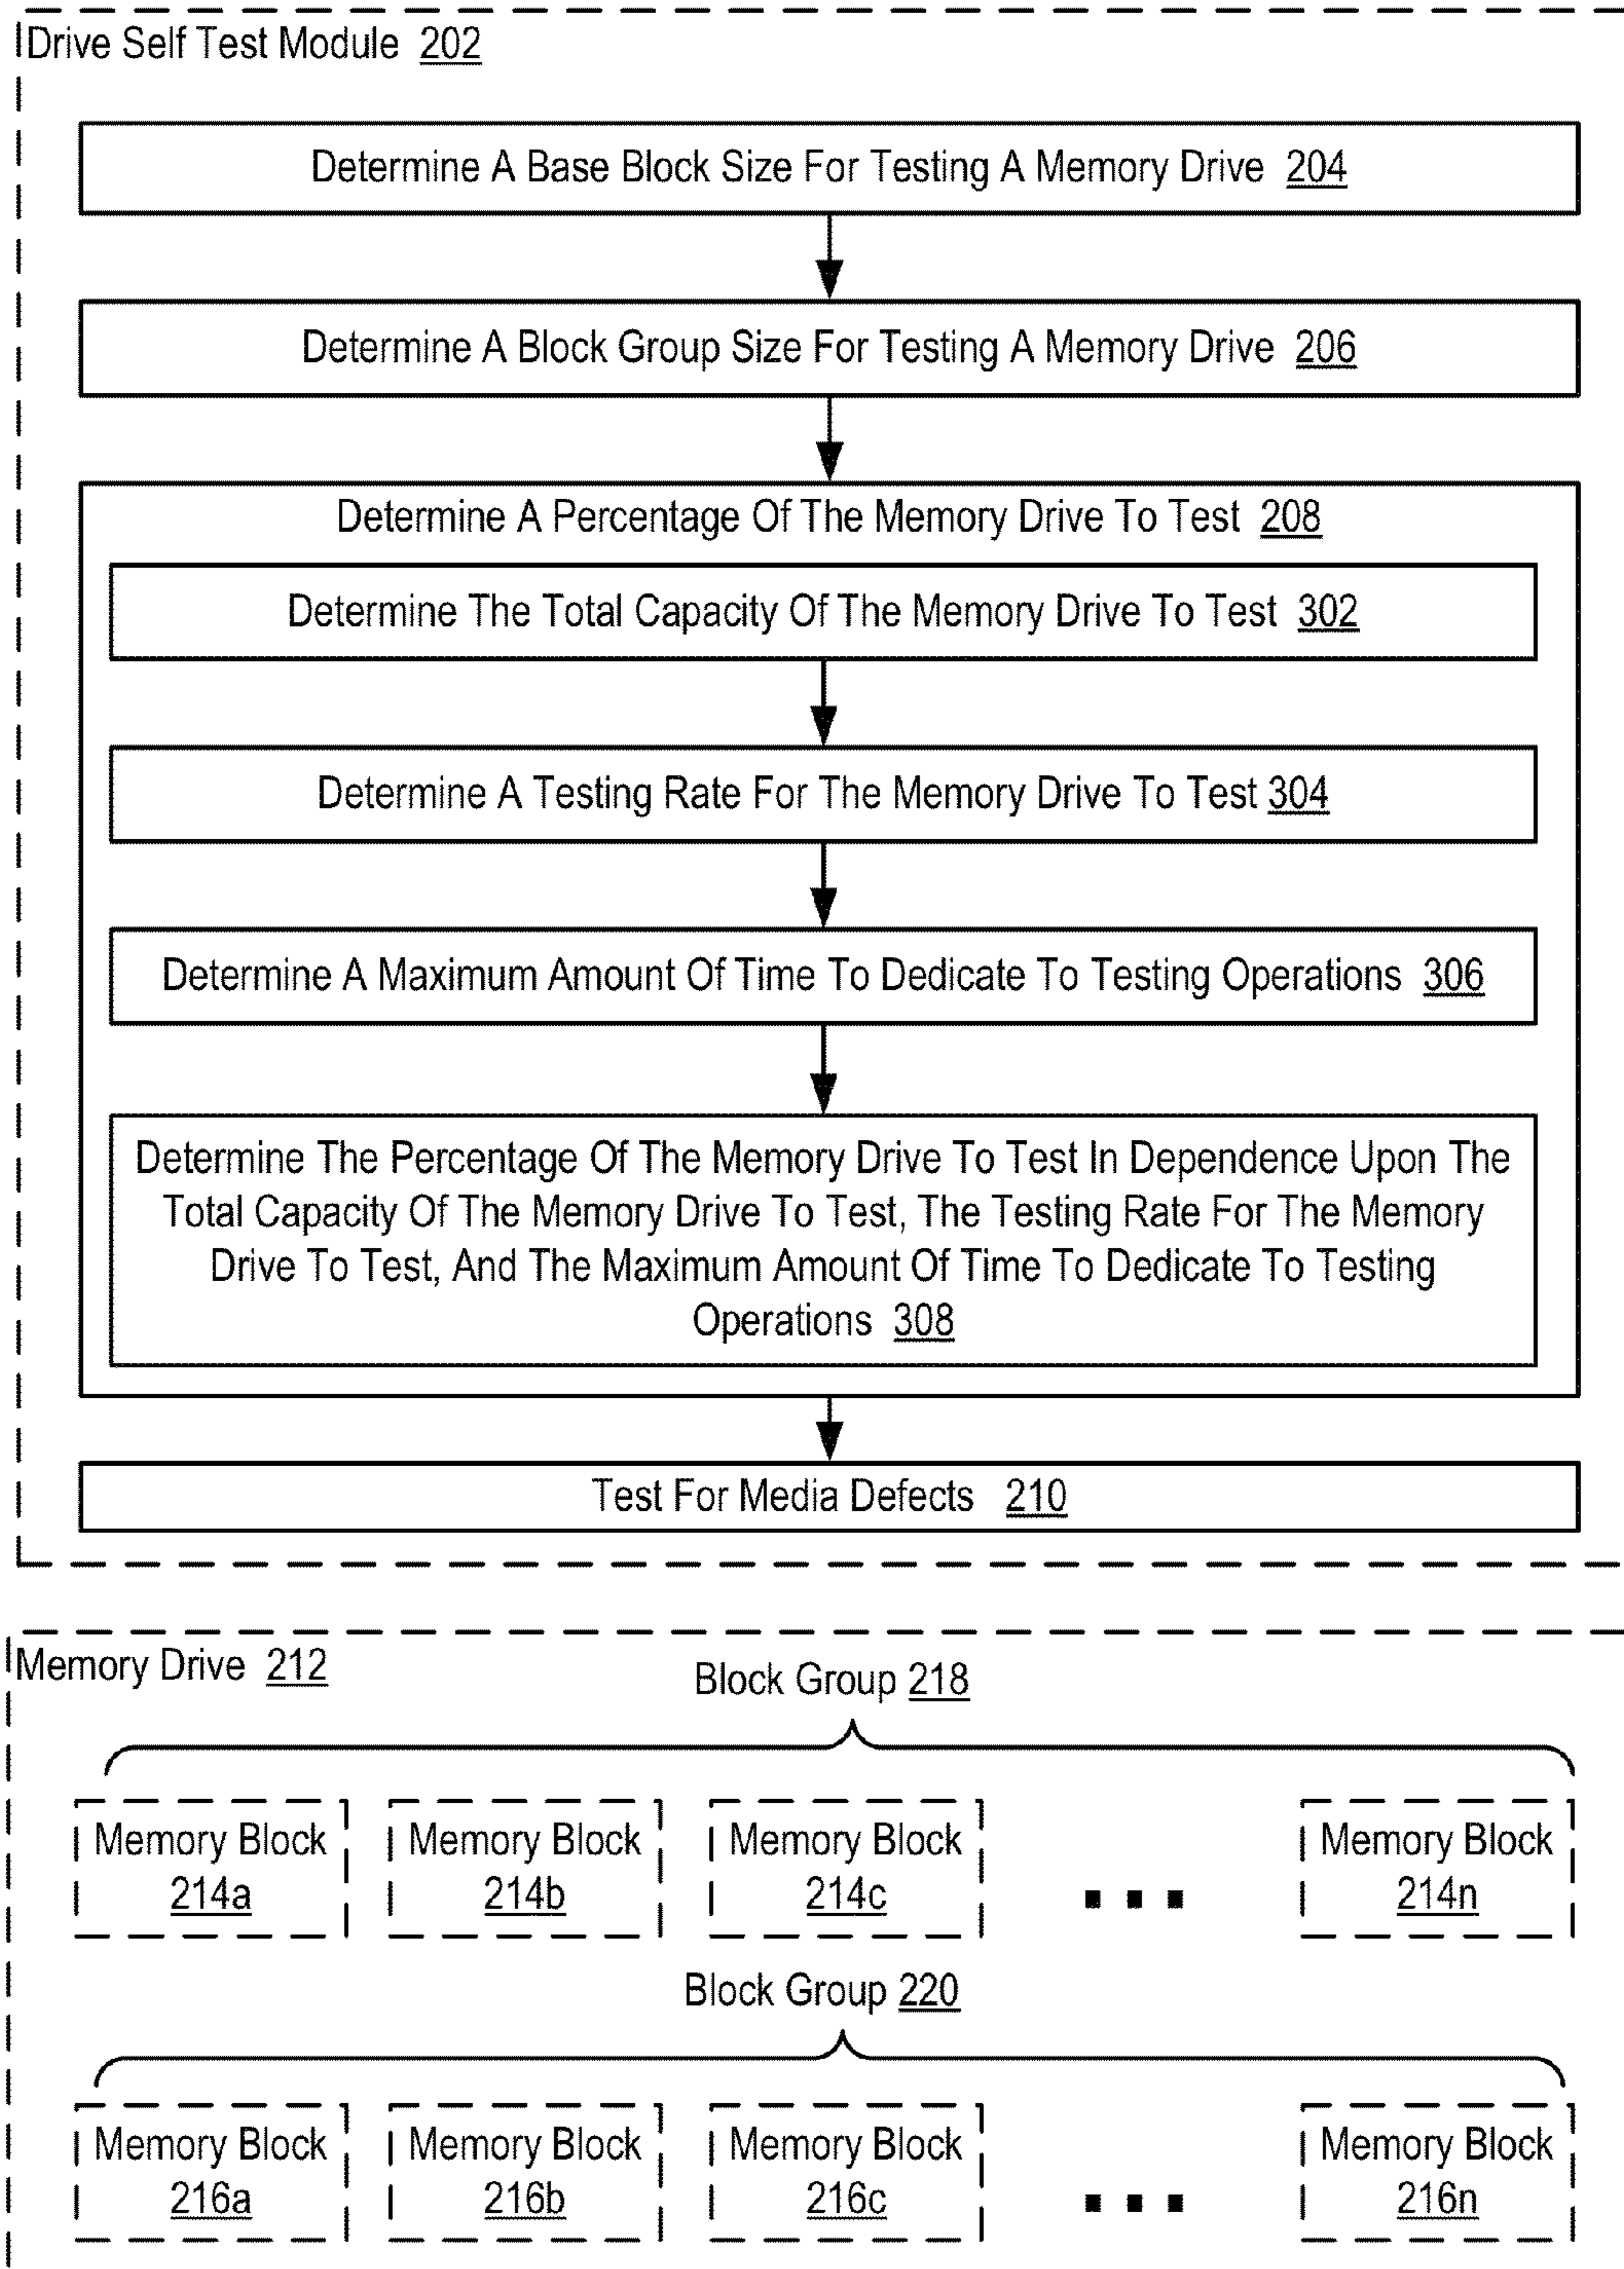 Drive Self Test Module 202
Determine A Base Block Size For Testing A Memory Drive 204
Determine A Block Group Size For Testing A Memory Drive 206
Determine A Percentage Of The Memory Drive To Test 208
Determine The Total Capacity Of The Memory Drive To Test 302
Determine A Testing Rate For The Memory Drive To Test 304
Determine A Maximum Amount Of Time To Dedicate To Testing Operations 306
Determine The Percentage Of The Memory Drive To Test In Dependence Upon The
Total Capacity Of The Memory Drive To Test, The Testing Rate For The Memory
Drive To Test, And The Maximum Amount Of Time To Dedicate To Testing
Operations 308
Test For Media Defects 210
Memory Drive 212
Block Group 218
Memory Block
214a
Memory Block
214b
Memory Block
214c
Memory Block
214n
Block Group 220
Memory Block
216a
Memory Block
216b
Memory Block
216c
Memory Block
216n